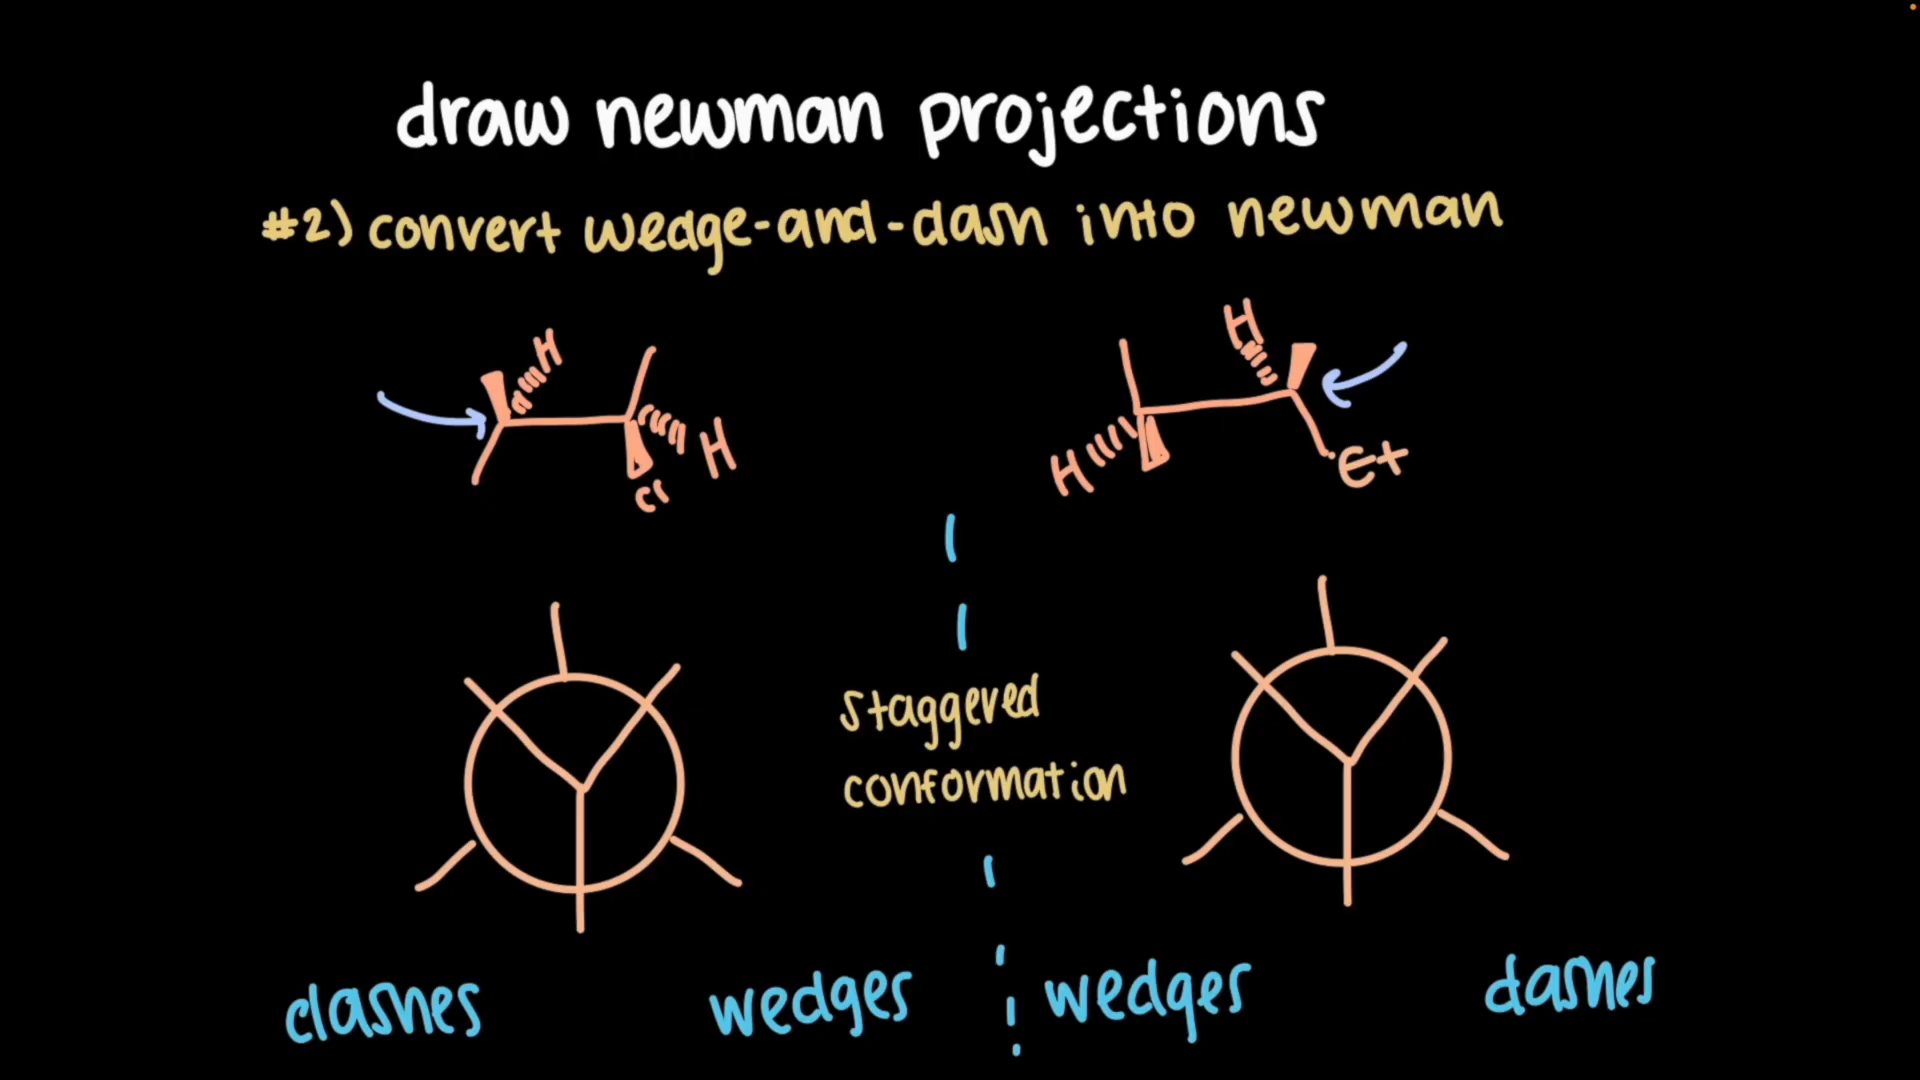 draw newman projections
#2) convert wedge-and-dash into newman
H
H
Cl
H
H
Et
staggered
conformation
dashes
wedges
wedges
dashes